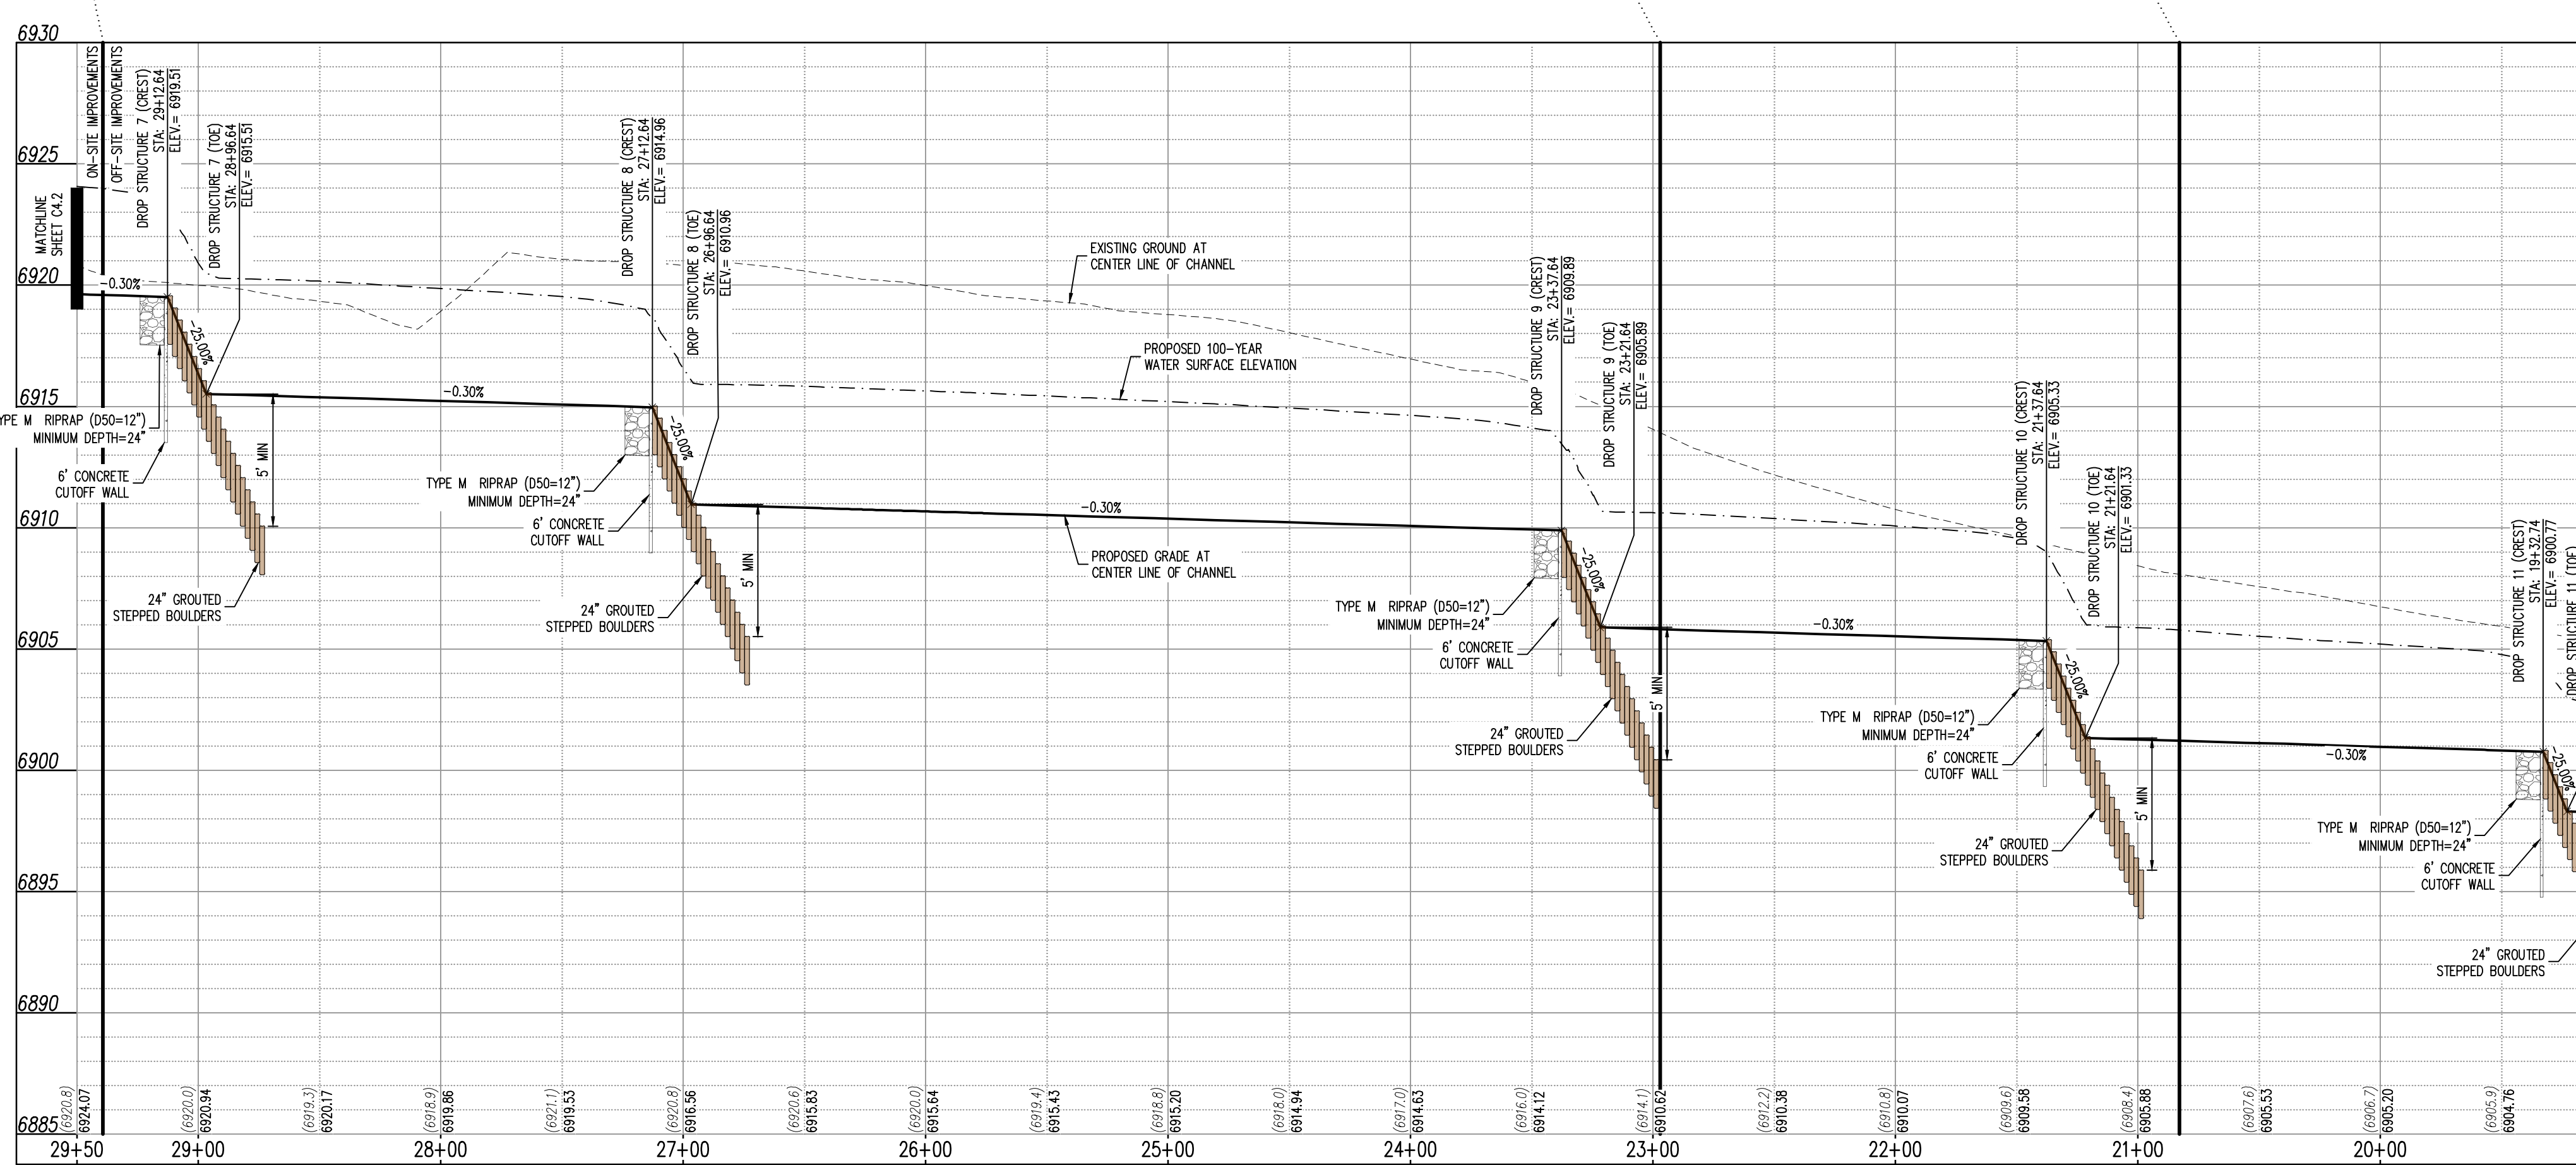 6930
6925
6920
6915
6910
6905
6900
6895
6890
6885
MATCHLINE
SHEET C4.2
ON-SITE IMPROVEMENTS
OFF-SITE IMPROVEMENTS
DROP STRUCTURE 7 (CREST)
STA: 29+12.64
ELEV.= 6919.51
DROP STRUCTURE 7 (TOE)
STA: 28+96.64
ELEV.= 6915.51
-0.30%
-25.00%
TYPE M RIPRAP (D50=12")
MINIMUM DEPTH=24"
6' CONCRETE
CUTOFF WALL
5' MIN
24" GROUTED
STEPPED BOULDERS
-0.30%
DROP STRUCTURE 8 (CREST)
STA: 27+12.64
ELEV.= 6914.96
DROP STRUCTURE 8 (TOE)
STA: 26+96.64
ELEV.= 6910.96
-25.00%
TYPE M RIPRAP (D50=12")
MINIMUM DEPTH=24"
6' CONCRETE
CUTOFF WALL
5' MIN
24" GROUTED
STEPPED BOULDERS
EXISTING GROUND AT
CENTER LINE OF CHANNEL
PROPOSED 100-YEAR
WATER SURFACE ELEVATION
-0.30%
PROPOSED GRADE AT
CENTER LINE OF CHANNEL
DROP STRUCTURE 9 (CREST)
STA: 23+37.64
ELEV.= 6909.89
DROP STRUCTURE 9 (TOE)
STA: 23+21.64
ELEV.= 6905.89
-25.00%
TYPE M RIPRAP (D50=12")
MINIMUM DEPTH=24"
6' CONCRETE
CUTOFF WALL
5' MIN
24" GROUTED
STEPPED BOULDERS
-0.30%
DROP STRUCTURE 10 (CREST)
STA: 21+37.64
ELEV.= 6905.33
DROP STRUCTURE 10 (TOE)
STA: 21+21.64
ELEV.= 6901.33
-25.00%
TYPE M RIPRAP (D50=12")
MINIMUM DEPTH=24"
6' CONCRETE
CUTOFF WALL
5' MIN
24" GROUTED
STEPPED BOULDERS
-0.30%
DROP STRUCTURE 11 (CREST)
STA: 19+32.74
ELEV.= 6900.77
DROP STRUCTURE 11 (TOE)
-25.00%
TYPE M RIPRAP (D50=12")
MINIMUM DEPTH=24"
6' CONCRETE
CUTOFF WALL
24" GROUTED
STEPPED BOULDERS
(6920.8)
6924.07
(6920.0)
6920.94
(6919.3)
6920.17
(6918.9)
6919.86
(6921.1)
6919.53
(6920.8)
6916.56
(6920.6)
6915.83
(6920.0)
6915.64
(6919.4)
6915.43
(6918.8)
6915.20
(6918.0)
6914.94
(6917.0)
6914.63
(6916.0)
6914.12
(6914.1)
6910.62
(6912.2)
6910.38
(6910.8)
6910.07
(6909.6)
6909.58
(6908.4)
6905.88
(6907.6)
6905.53
(6906.7)
6905.20
(6905.9)
6904.76
29+50 29+00 28+00 27+00 26+00 25+00 24+00 23+00 22+00 21+00 20+00